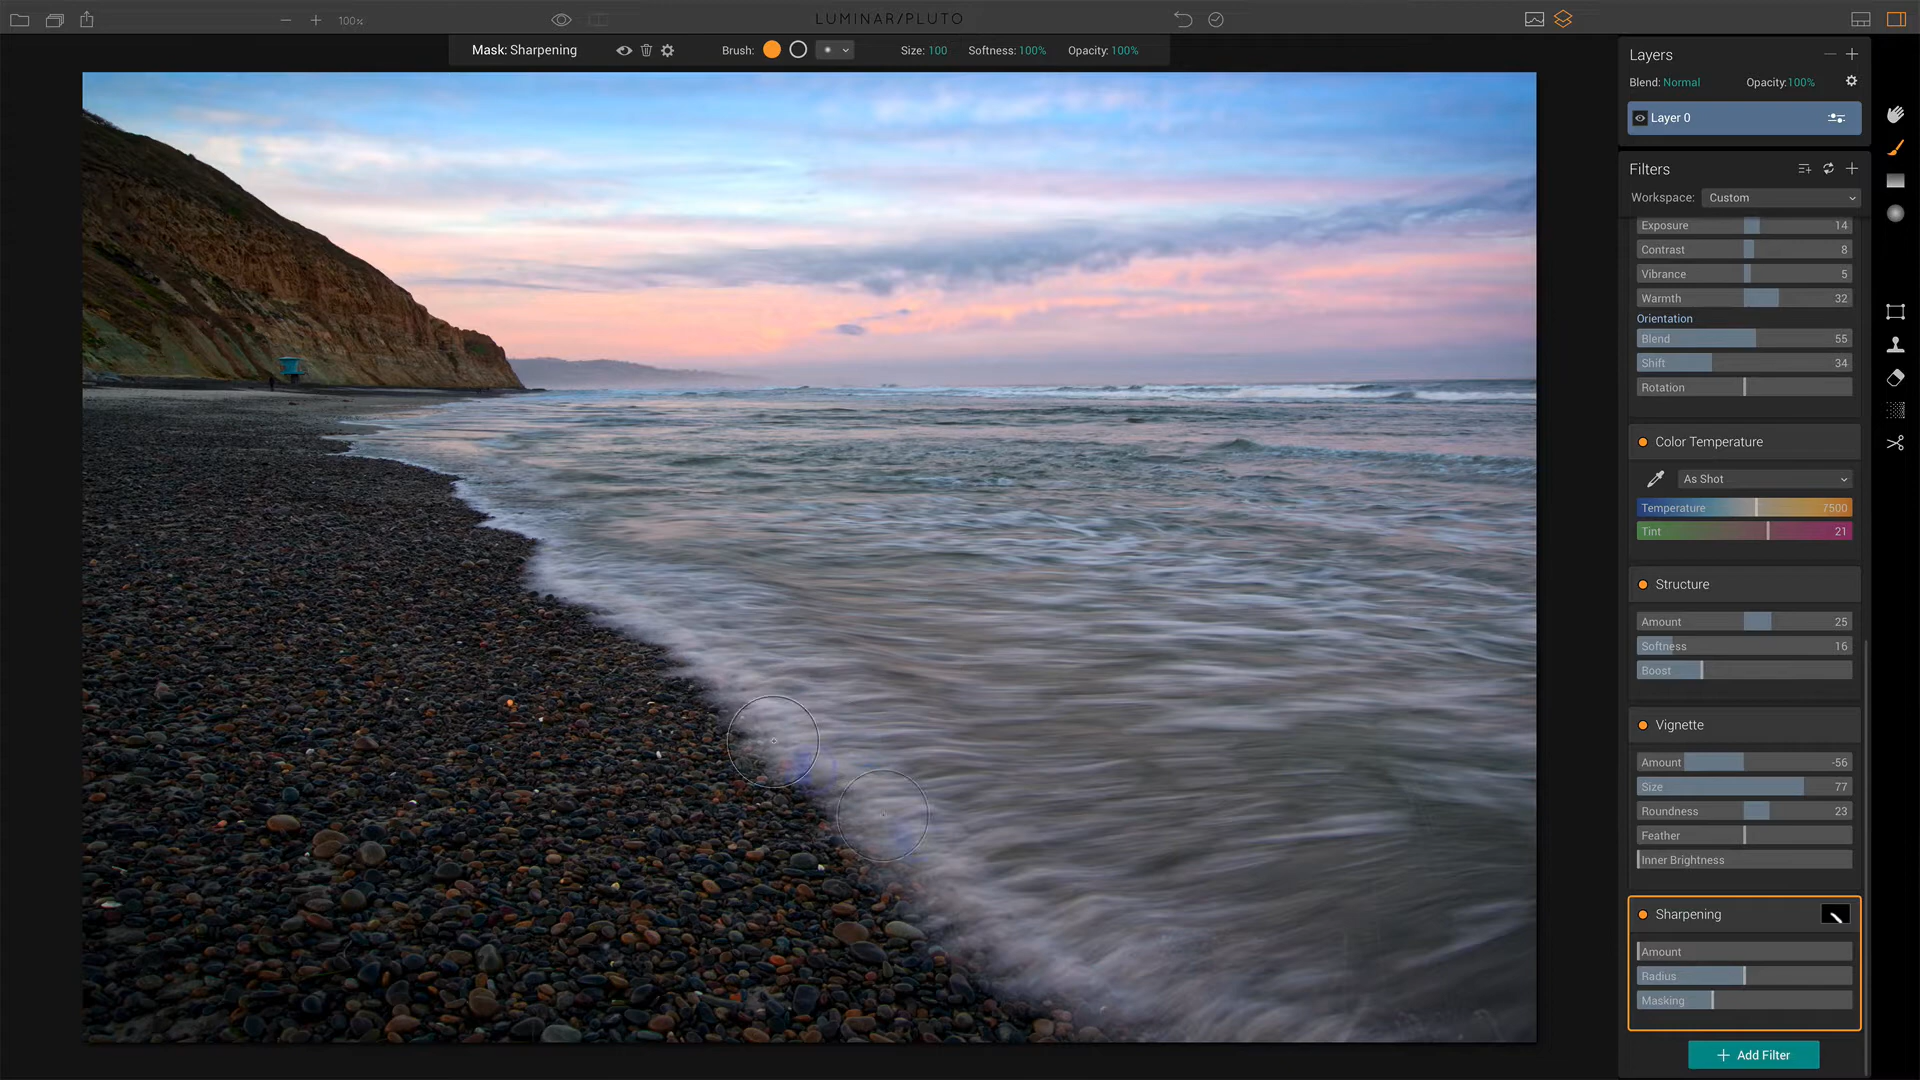 100%
LUMINAR/PLUTO
Mask: Sharpening
Brush:
Size: 100
Softness: 100%
Opacity: 100%
Layers
Blend: Normal
Opacity:100%
Layer 0
Filters
Workspace: Custom
Exposure 14
Contrast 8
Vibrance 5
Warmth 32
Orientation
Blend 55
Shift 34
Rotation
Color Temperature
As Shot
Temperature 7500
Tint 21
Structure
Amount 25
Softness 16
Boost
Vignette
Amount -56
Size 77
Roundness 23
Feather
Inner Brightness
Sharpening
Amount
Radius
Masking
Add Filter